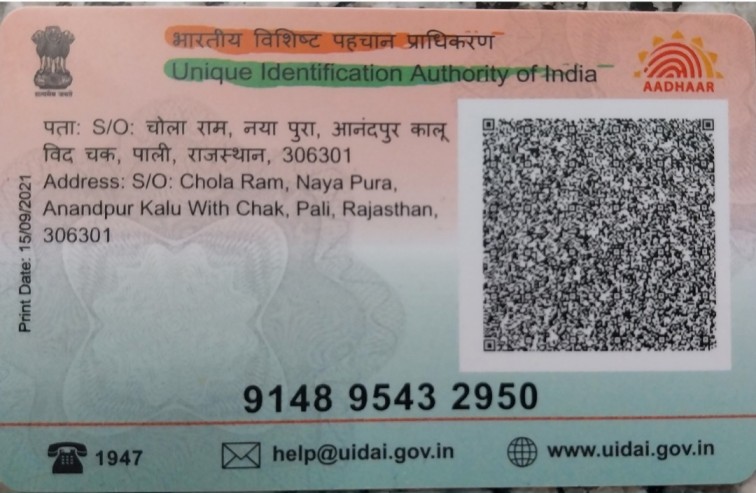 भारतीय विशिष्ट पहचान प्राधिकरण
Unique Identification Authority of India
AADHAAR
सत्यमेव जयते
पता: S/O: चोला राम, नया पुरा, आनंदपुर कालू
विद चक, पाली, राजस्थान, 306301
Address: S/O: Chola Ram, Naya Pura,
Anandpur Kalu With Chak, Pali, Rajasthan,
306301
Print Date: 15/09/2021
9148 9543 2950
1947
help@uidai.gov.in
www.uidai.gov.in